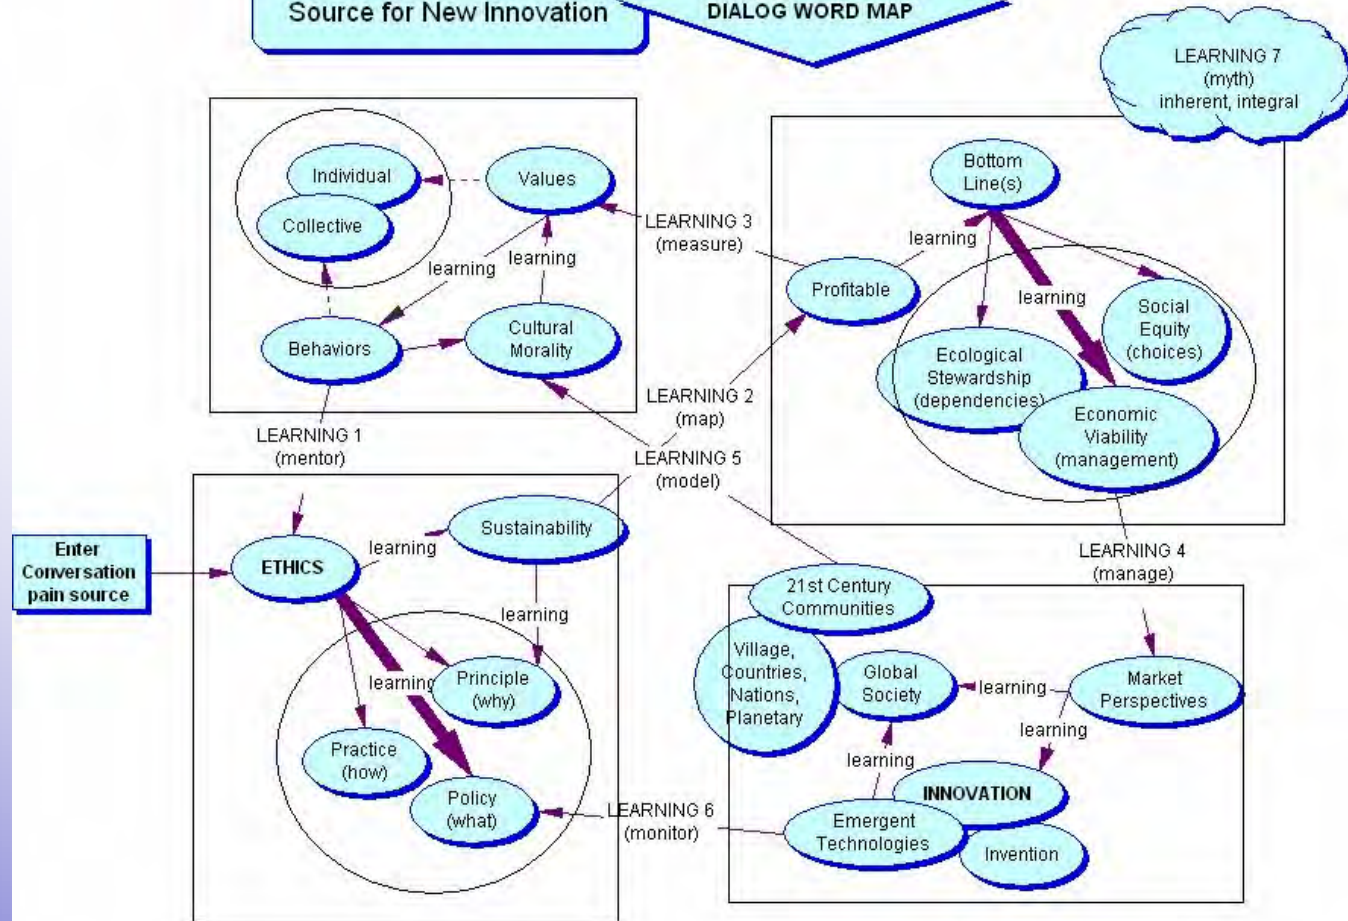 Source for New Innovation
DIALOG WORD MAP
LEARNING 7
(myth)
inherent, integral
Individual
Collective
Values
learning
learning
Behaviors
Cultural
Morality
LEARNING 3
(measure)
Bottom
Line(s)
learning
Profitable
learning
Social
Equity
(choices)
Ecological
Stewardship
(dependencies)
Economic
Viability
(management)
LEARNING 2
(map)
LEARNING 1
(mentor)
LEARNING 5
(model)
Enter
Conversation
pain source
ETHICS
learning
Sustainability
learning
learning
Principle
(why)
Practice
(how)
Policy
(what)
LEARNING 4
(manage)
21st Century
Communities
Village,
Countries,
Nations,
Planetary
Global
Society
learning
Market
Perspectives
learning
learning
INNOVATION
Emergent
Technologies
Invention
LEARNING 6
(monitor)